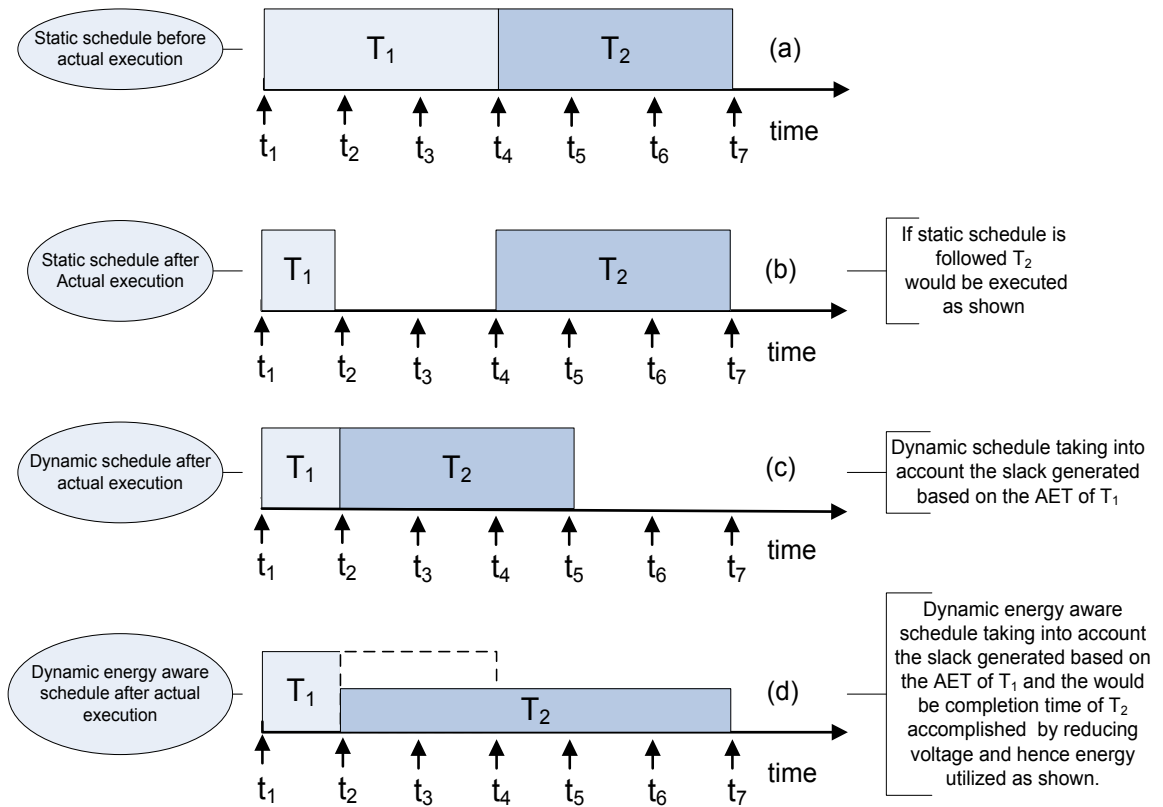 Static schedule before
actual execution
T1
T2
(a)
t1 t2 t3 t4 t5 t6 t7
time
Static schedule after
Actual execution
T1
T2
(b)
t1 t2 t3 t4 t5 t6 t7
time
If static schedule is
followed T2
would be executed
as shown
Dynamic schedule after
actual execution
T1
T2
(c)
t1 t2 t3 t4 t5 t6 t7
time
Dynamic schedule taking into
account the slack generated
based on the AET of T1
Dynamic energy aware
schedule after actual
execution
T1
T2
(d)
t1 t2 t3 t4 t5 t6 t7
time
Dynamic energy aware
schedule taking into account
the slack generated based on
the AET of T1 and the would
be completion time of T2
accomplished by reducing
voltage and hence energy
utilized as shown.